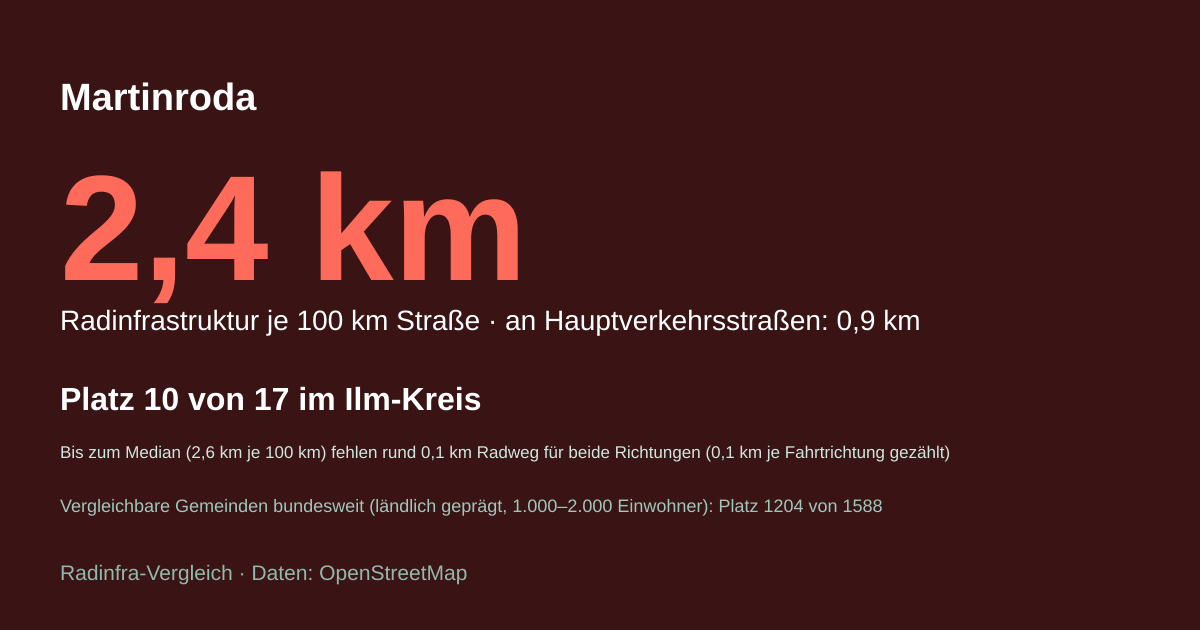 Martinroda
2,4 km
Radinfrastruktur je 100 km Straße · an Hauptverkehrsstraßen: 0,9 km
Platz 10 von 17 im Ilm-Kreis
Bis zum Median (2,6 km je 100 km) fehlen rund 0,1 km Radweg für beide Richtungen (0,1 km je Fahrtrichtung gezählt)
Vergleichbare Gemeinden bundesweit (ländlich geprägt, 1.000–2.000 Einwohner): Platz 1204 von 1588
Radinfra-Vergleich · Daten: OpenStreetMap